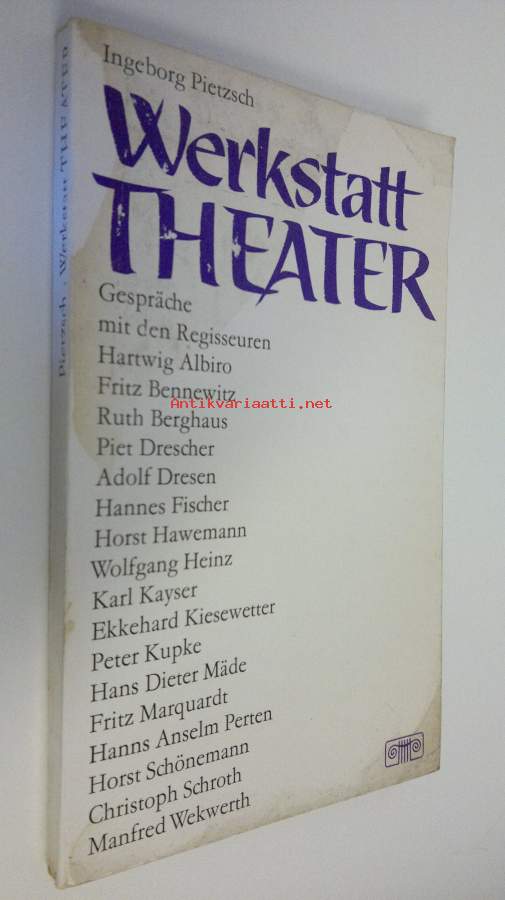 Ingeborg Pietzsch
Werkstatt
THEATER
Gespräche
mit den Regisseuren
Hartwig Albiro
Fritz Bennewitz
Antikvariaatti.net
Ruth Berghaus
Piet Drescher
Adolf Dresen
Hannes Fischer
Horst Hawemann
Wolfgang Heinz
Karl Kayser
Ekkehard Kiesewetter
Peter Kupke
Hans Dieter Mäde
Fritz Marquardt
Hanns Anselm Perten
Horst Schönemann
Christoph Schroth
Manfred Wekwerth
Pietzsch . Werkstatt THEATER